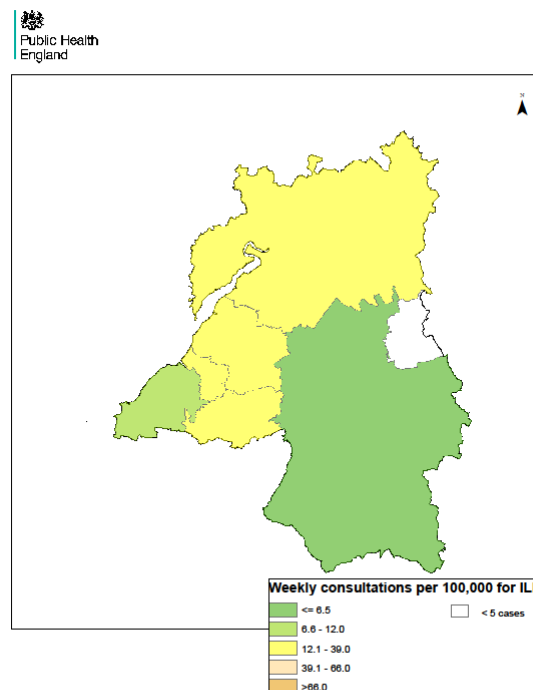 Public Health
England
N
Weekly consultations per 100,000 for ILI
<= 6.5
< 5 cases
6.6 - 12.0
12.1 - 39.0
39.1 - 66.0
>66.0